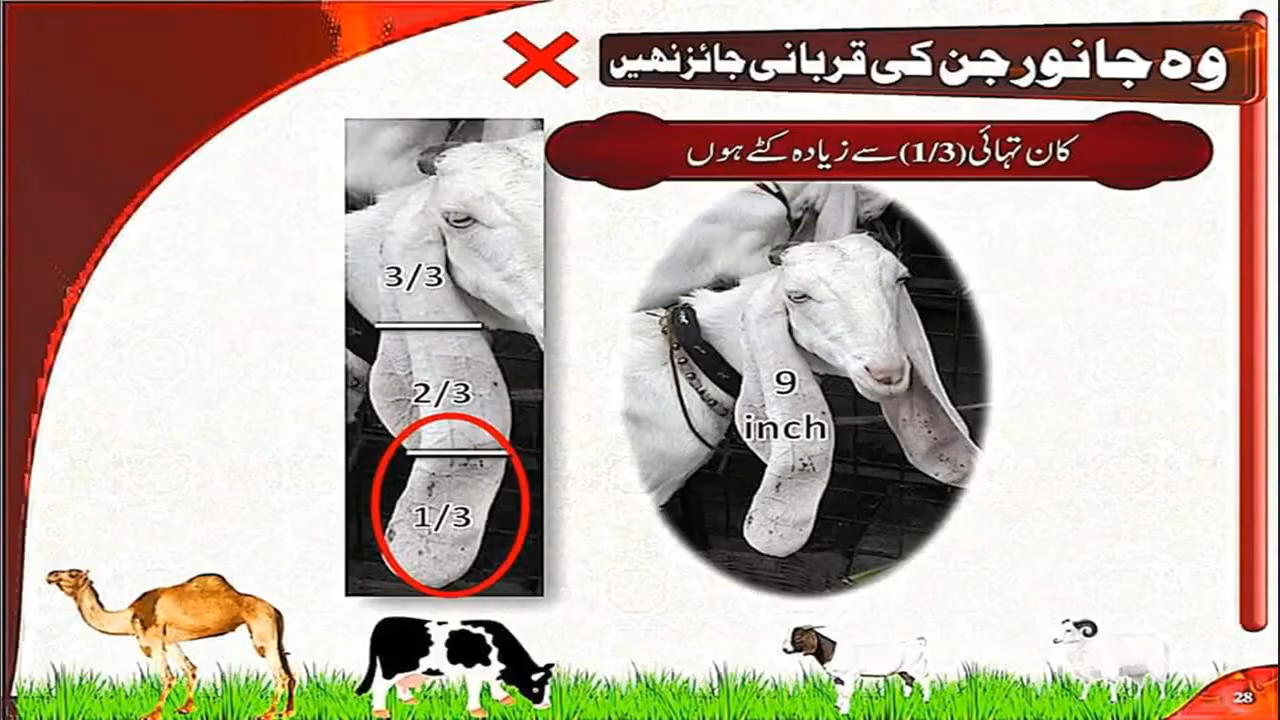 وہ جانور جن کی قربانی جائز نھیں
کان تہائی (1/3) سے زیادہ کٹے ہوں
3/3
2/3
1/3
9
inch
28